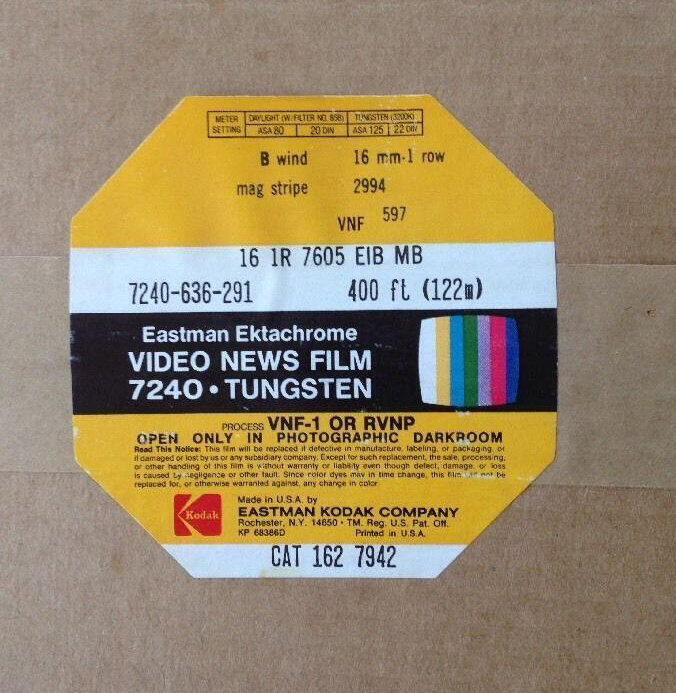 METER SETTING DAYLIGHT (W/FILTER NO. 85B) TUNGSTEN (3200K)
ASA 80 20 DIN ASA 125 22 DIN
B wind 16 mm-1 row
mag stripe 2994
VNF 597
16 1R 7605 EIB MB
7240-636-291 400 ft (122m)
Eastman Ektachrome
VIDEO NEWS FILM
7240 • TUNGSTEN
PROCESS VNF-1 OR RVNP
OPEN ONLY IN PHOTOGRAPHIC DARKROOM
Read This Notice: This film will be replaced if defective in manufacture, labeling, or packaging, or
if damaged or lost by us or any subsidiary company. Except for such replacement, the sale, processing,
or other handling of this film is without warranty or liability even though defect, damage, or loss
is caused by negligence or other fault. Since color dyes may in time change, this film will not be
replaced for, or otherwise warranted against, any change in color.
Kodak
Made in U.S.A. by
EASTMAN KODAK COMPANY
Rochester, N.Y. 14650 • TM. Reg. U.S. Pat. Off.
KP 68386D Printed in U.S.A.
CAT 162 7942